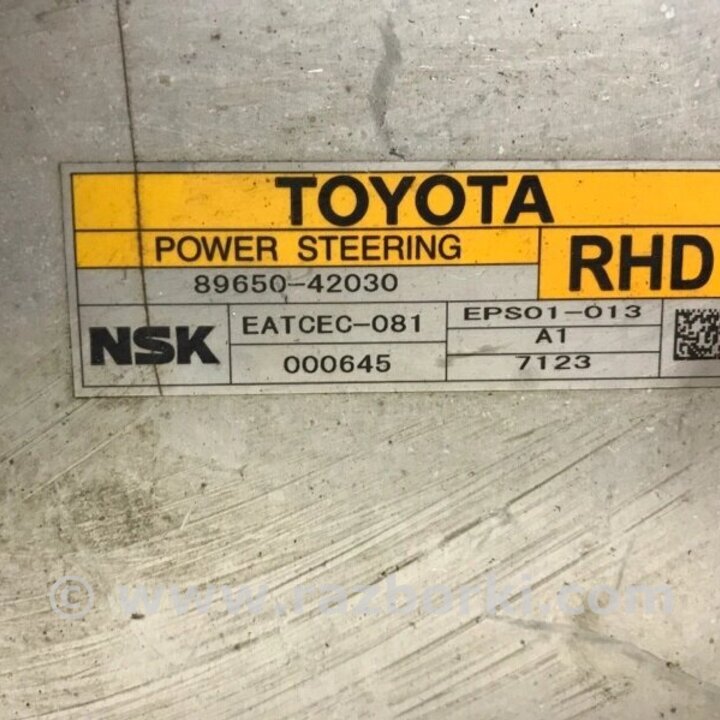 TOYOTA
POWER STEERING
RHD
89650-42030
NSK
EATCEC-081
EPS01-013
A1
000645
7123
© www.razborki.com